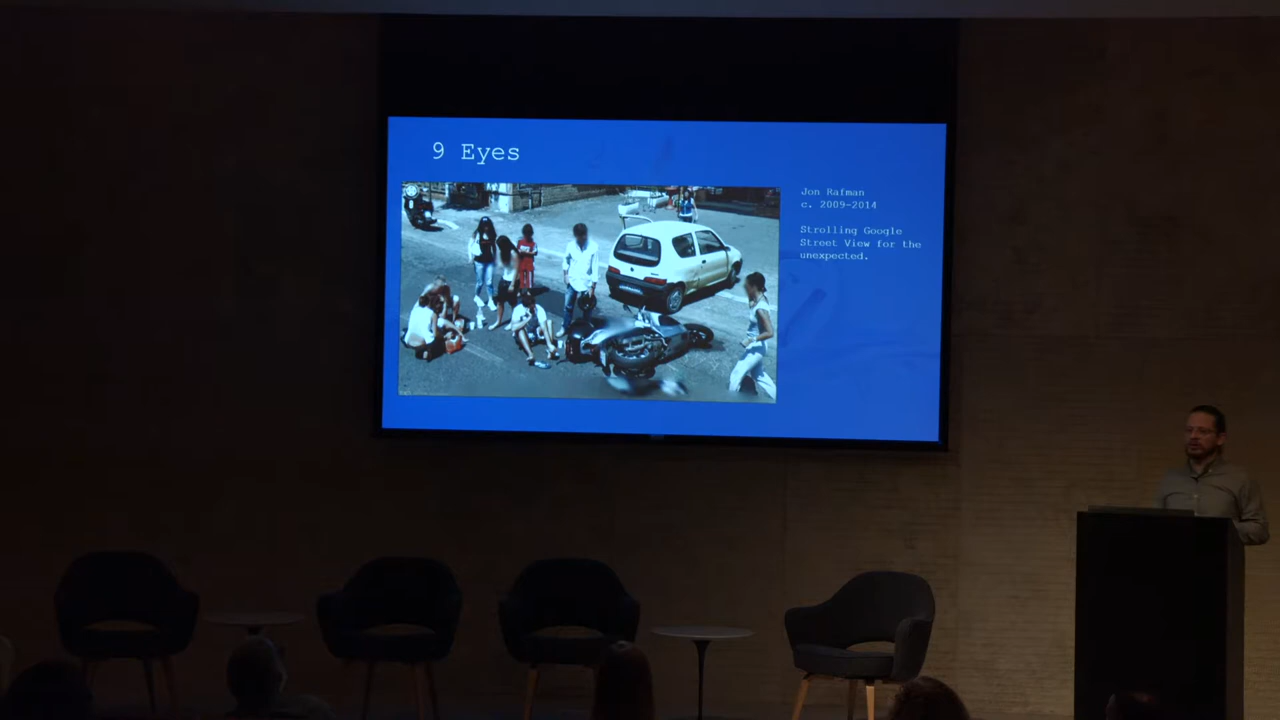 9 Eyes
Jon Rafman
c. 2009-2014
Strolling Google
Street View for the
unexpected.